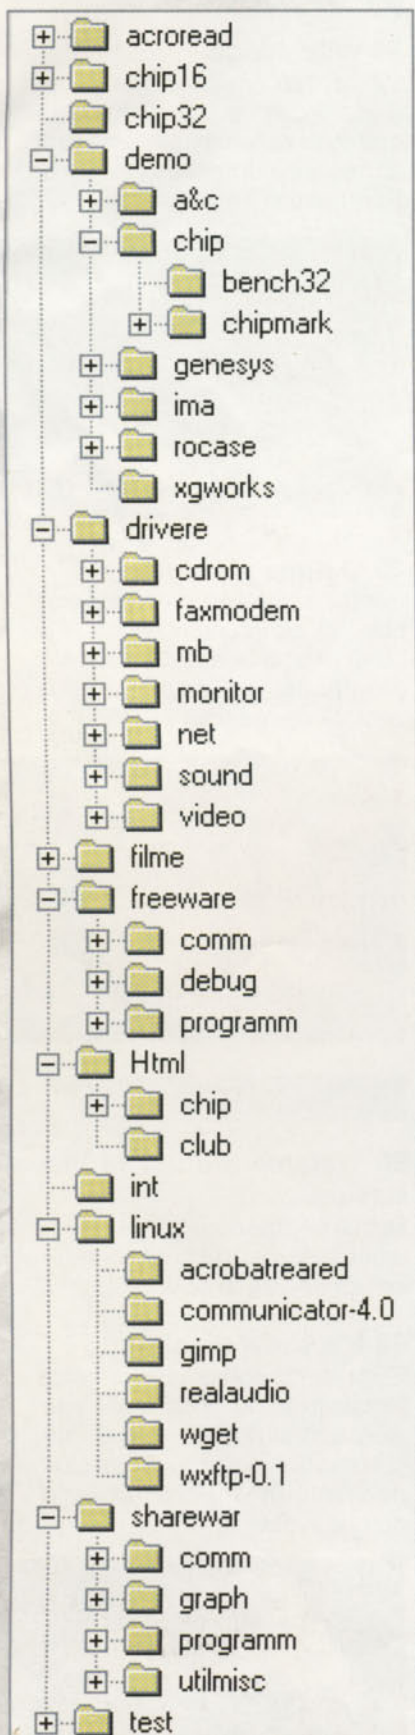 acroread
chip16
chip32
demo
a&c
chip
bench32
chipmark
genesys
ima
rocase
xgworks
drivere
cdrom
faxmodem
mb
monitor
net
sound
video
filme
freeware
comm
debug
programm
Html
chip
club
int
linux
acrobatreared
communicator-4.0
gimp
realaudio
wget
wxftp-0.1
sharewar
comm
graph
programm
utilmisc
test